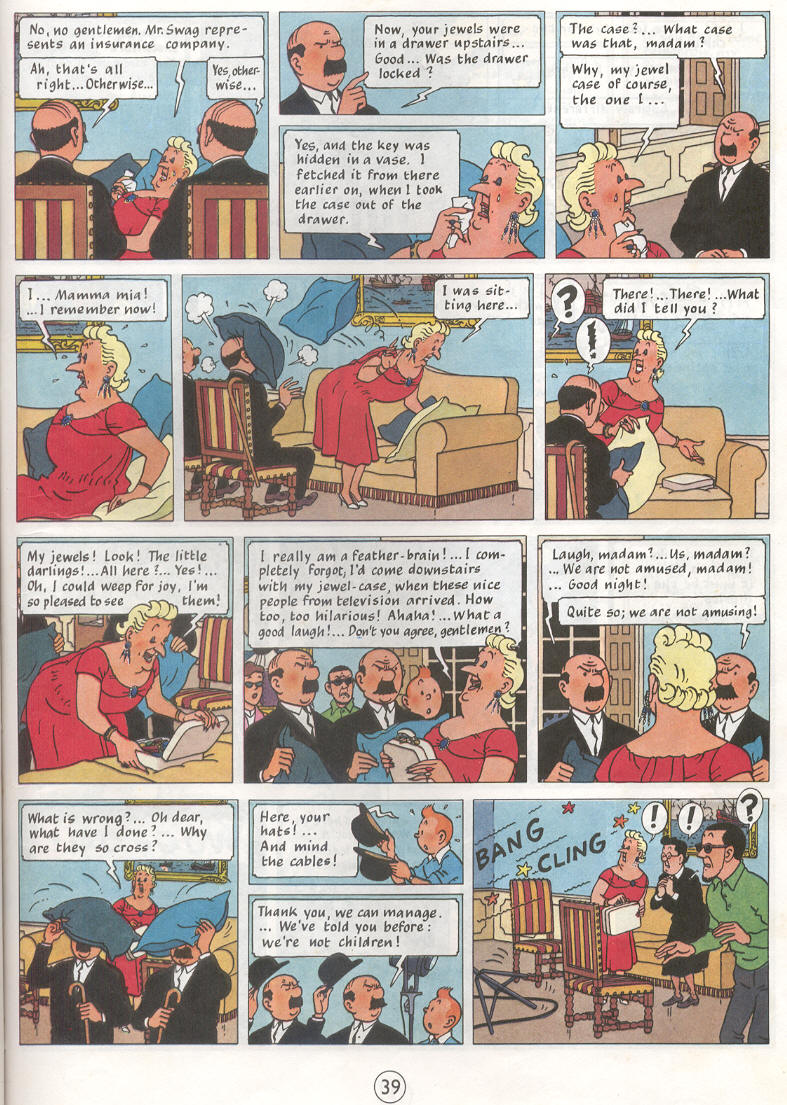 No, no gentlemen. Mr. Swag repre-
sents an insurance company.
Ah, that's all
right...Otherwise...
Yes, other-
wise...
Now, your jewels were
in a drawer upstairs...
Good... Was the drawer
locked?
Yes, and the key was
hidden in a vase. I
fetched it from there
earlier on, when I took
the case out of the
drawer.
The case?... What case
was that, madam?
Why, my jewel
case of course,
the one I...
I... Mamma mia!
...I remember now!
I was sit-
ting here...
?
!
There!...There!...What
did I tell you?
My jewels! Look! The little
darlings!...All here?... Yes!...
Oh, I could weep for joy, I'm
so pleased to see them!
I really am a feather-brain!... I com-
pletely forgot; I'd come downstairs
with my jewel-case, when these nice
people from television arrived. How
too, too hilarious! Ahaha!...What a
good laugh!... Don't you agree, gentlemen?
Laugh, madam?...Us, madam?
... We are not amused, madam!
... Good night!
Quite so; we are not amusing!
What is wrong?... Oh dear,
what have I done?... Why
are they so cross?
Here, your
hats!...
And mind
the cables!
Thank you, we can manage.
... We've told you before:
we're not children!
BANG
CLING
!
!
?
39